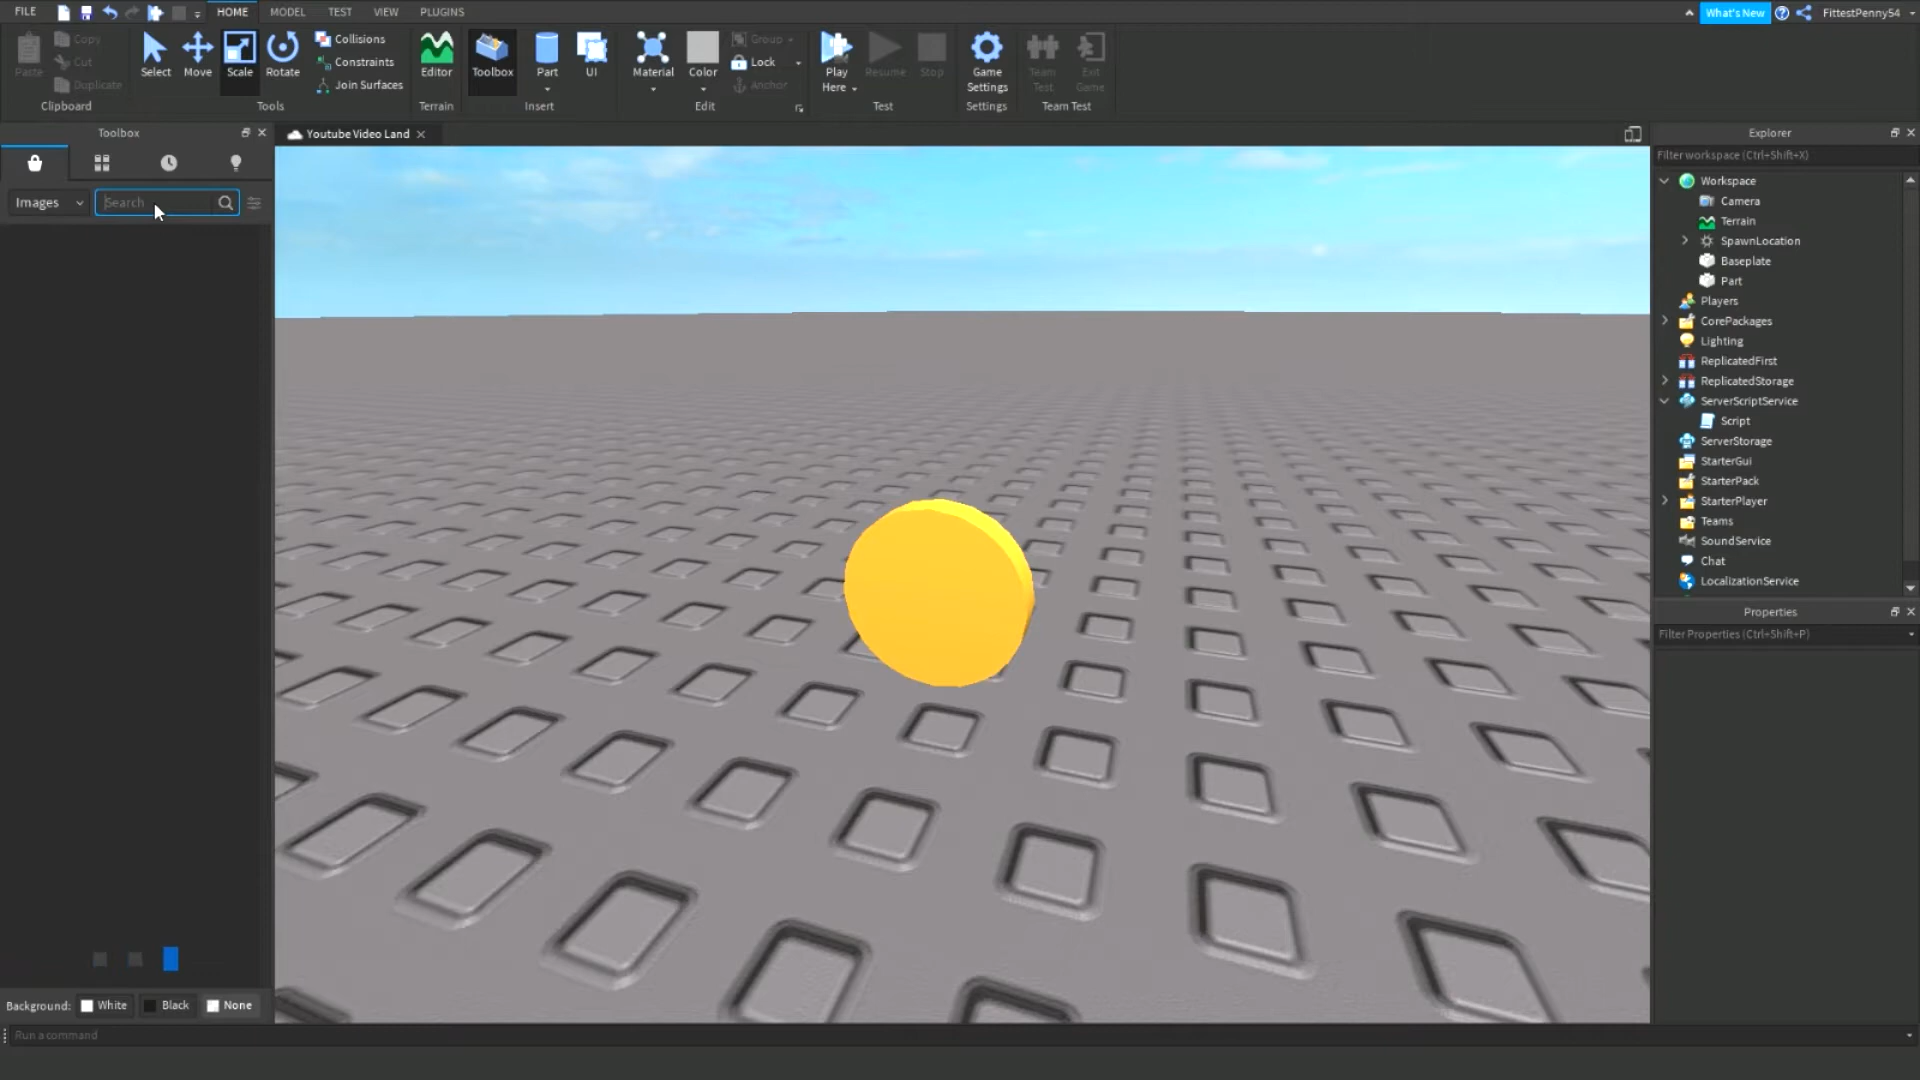 FILE
HOME
MODEL
TEST
VIEW
PLUGINS
What's New
FittestPenny54
Paste
Copy
Cut
Duplicate
Clipboard
Select
Move
Scale
Rotate
Collisions
Constraints
Join Surfaces
Tools
Editor
Terrain
Toolbox
Part
UI
Insert
Material
Color
Group
Lock
Anchor
Edit
Play
Here
Resume
Stop
Test
Game
Settings
Settings
Team
Test
Exit
Game
Team Test
Toolbox
Images
Search
Youtube Video Land
Explorer
Filter workspace (Ctrl+Shift+X)
Workspace
Camera
Terrain
SpawnLocation
Baseplate
Part
Players
CorePackages
Lighting
ReplicatedFirst
ReplicatedStorage
ServerScriptService
Script
ServerStorage
StarterGui
StarterPack
StarterPlayer
Teams
SoundService
Chat
LocalizationService
Properties
Filter Properties (Ctrl+Shift+P)
Background: White Black None
Run a command